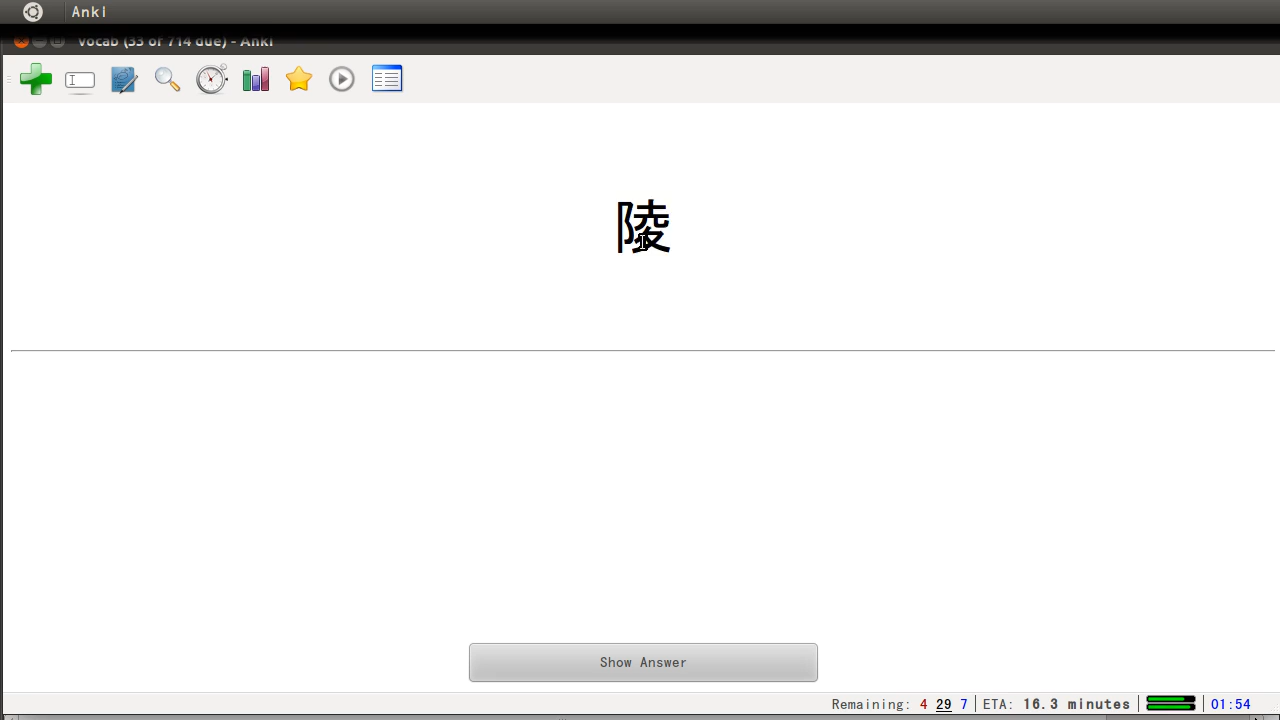 Anki
Vocab (33 of 714 due) - Anki
陵
Show Answer
Remaining: 4 29 7 ETA: 16.3 minutes 01:54